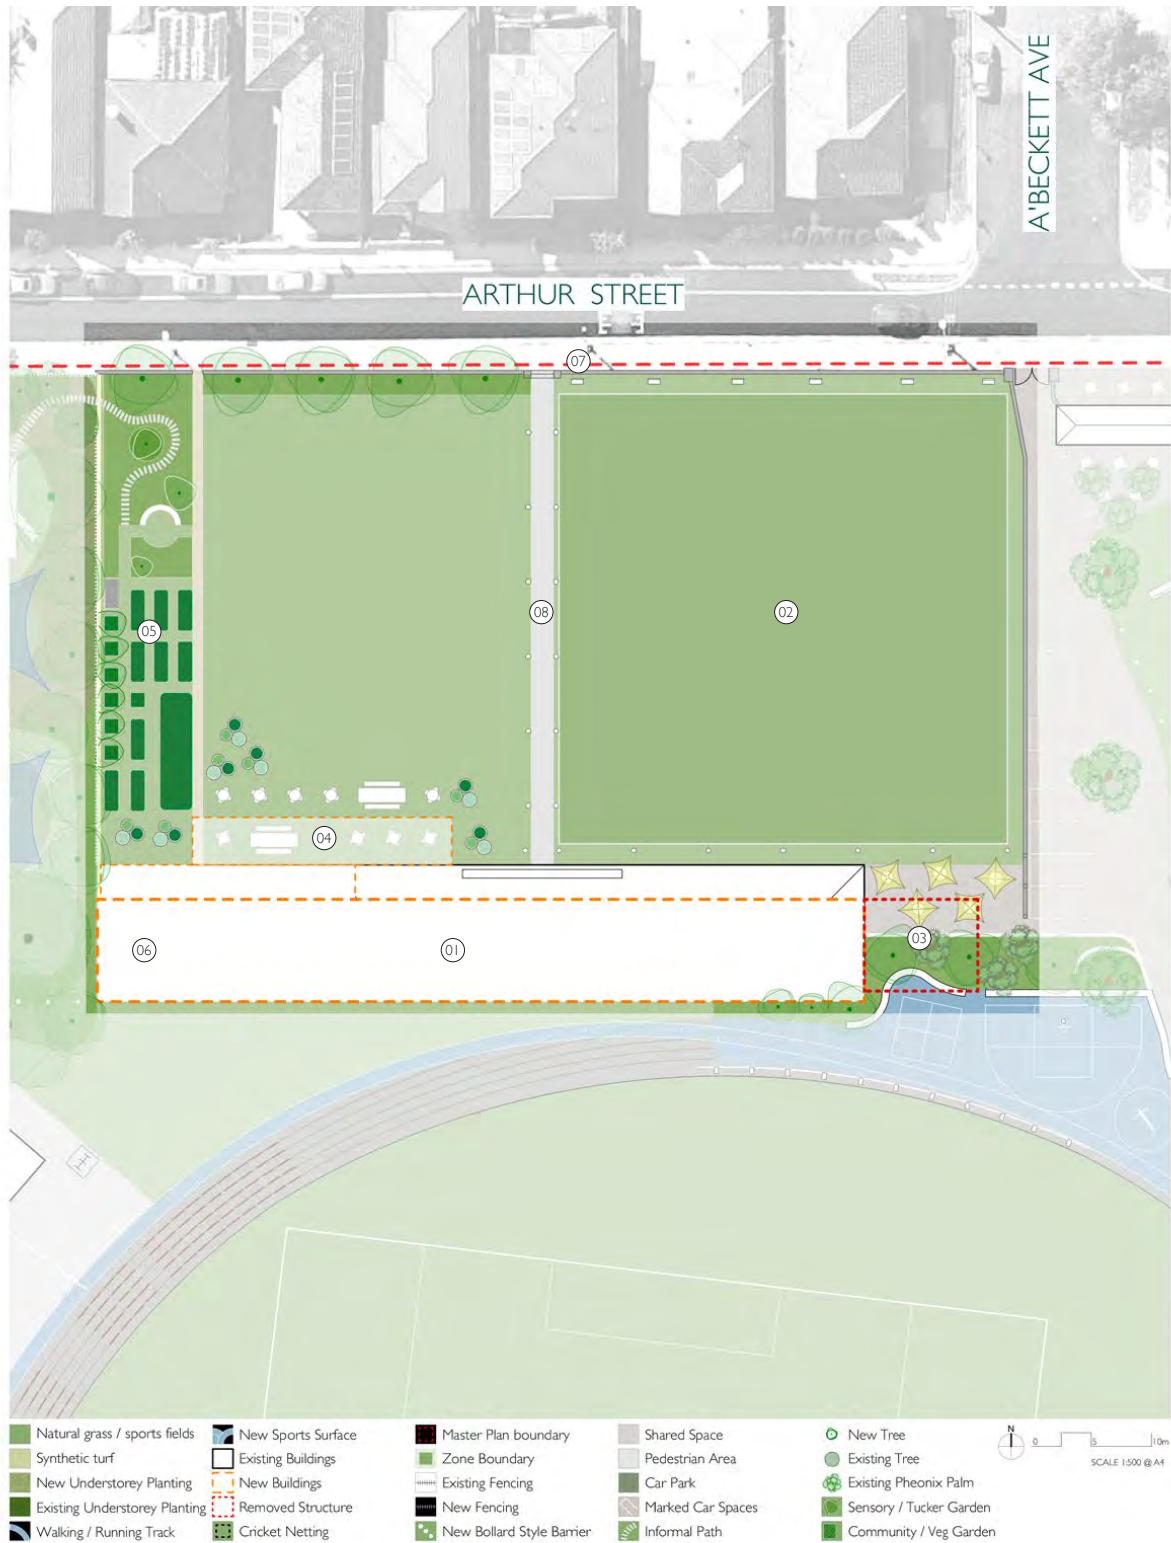 A'BECKETT AVE
ARTHUR STREET
07
08
02
05
04
03
06
01
Natural grass / sports fields
Synthetic turf
New Understorey Planting
Existing Understorey Planting
Walking / Running Track
New Sports Surface
Existing Buildings
New Buildings
Removed Structure
Cricket Netting
Master Plan boundary
Zone Boundary
Existing Fencing
New Fencing
New Bollard Style Barrier
Shared Space
Pedestrian Area
Car Park
Marked Car Spaces
Informal Path
New Tree
Existing Tree
Existing Pheonix Palm
Sensory / Tucker Garden
Community / Veg Garden
N
0 5 10m
SCALE 1:500 @ A4